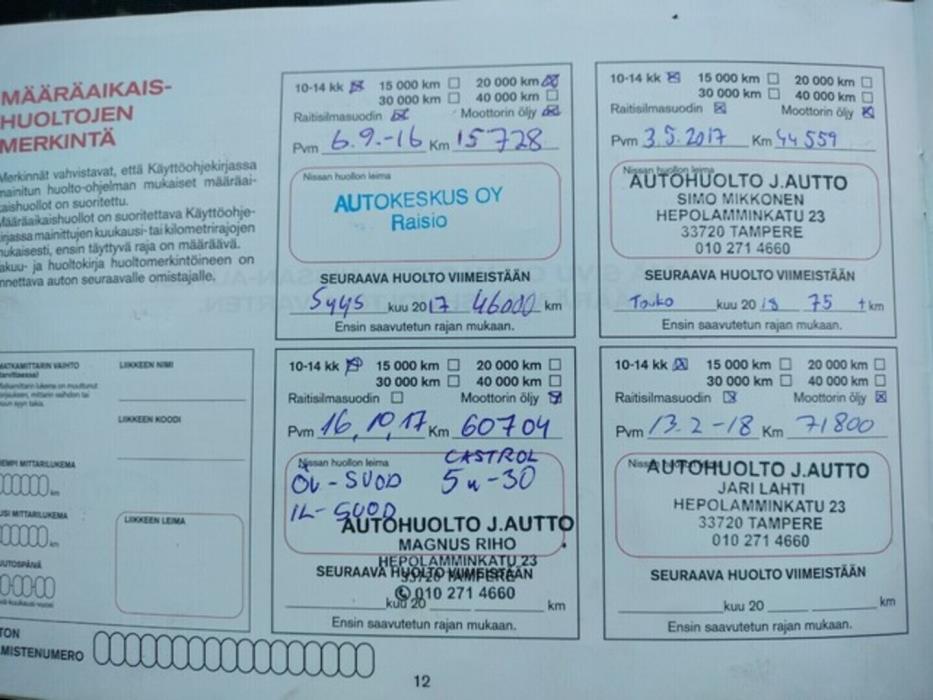 MÄÄRÄAIKAIS-
HUOLTOJEN
MERKINTÄ
Merkinnät vahvistavat, että Käyttöohjekirjassa
mainitun huolto-ohjelman mukaiset määräai-
kaishuollot on suoritettu.
Määräaikaishuollot on suoritettava Käyttöohje-
kirjassa mainittujen kuukausi- tai kilometrirajojen
mukaisesti, ensin täyttyvä raja on määräävä.
Takuu- ja huoltokirja huoltomerkintöineen on
annettava auton seuraavalle omistajalle.
10-14 kk 15 000 km 20 000 km
30 000 km 40 000 km
Raitisilmasuodin Moottorin öljy
Pvm 6.9.-16 Km 15728
Nissan huollon leima
AUTOKESKUS OY
Raisio
SEURAAVA HUOLTO VIIMEISTÄÄN
Syys kuu 2017 46000 km
Ensin saavutetun rajan mukaan.
10-14 kk 15 000 km 20 000 km
30 000 km 40 000 km
Raitisilmasuodin Moottorin öljy
Pvm 3.5.2017 Km 44559
Nissan huollon leima
AUTOHUOLTO J.AUTTO
SIMO MIKKONEN
HEPOLAMMINKATU 23
33720 TAMPERE
010 271 4660
SEURAAVA HUOLTO VIIMEISTÄÄN
Touko kuu 2018 75 t km
Ensin saavutetun rajan mukaan.
MATKAMITTARIN VAIHTO
LIIKKEEN NIMI
LIIKKEEN KOODI
MITTARILUKEMA
km
MITTARILUKEMA
km
LIIKKEEN LEIMA
10-14 kk 15 000 km 20 000 km
30 000 km 40 000 km
Raitisilmasuodin Moottorin öljy
Pvm 16,10,17 Km 60704
Nissan huollon leima CASTROL
ÖL-SUOD 5w-30
IL-SUOD
AUTOHUOLTO J.AUTTO
MAGNUS RIHO
HEPOLAMMINKATU 23
SEURAAVA HUOLTO VIIMEISTÄÄN
33720 TAMPERE
010 271 4660
kuu 20 km
Ensin saavutetun rajan mukaan.
10-14 kk 15 000 km 20 000 km
30 000 km 40 000 km
Raitisilmasuodin Moottorin öljy
Pvm 13.2-18 Km 71800
AUTOHUOLTO J.AUTTO
JARI LAHTI
HEPOLAMMINKATU 23
33720 TAMPERE
010 271 4660
SEURAAVA HUOLTO VIIMEISTÄÄN
kuu 20 km
Ensin saavutetun rajan mukaan.
12